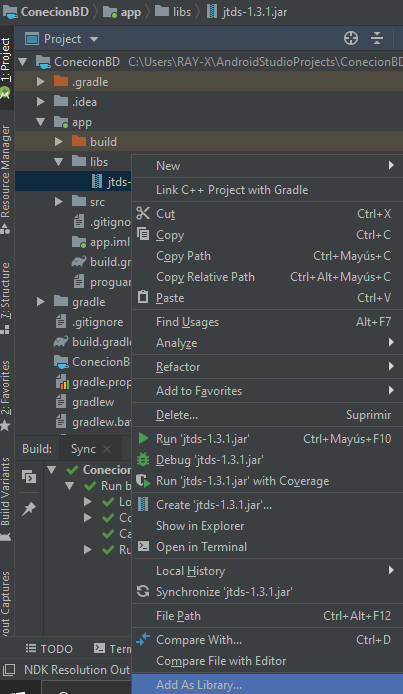 ConecionBD app libs jtds-1.3.1.jar
1: Project
Project
ConecionBD C:\Users\RAY-X\AndroidStudioProjects\ConecionBD
.gradle
.idea
app
build
libs
jtds-
src
.gitignore
app.iml
build.gr
proguar
gradle
.gitignore
build.gradle
ConecionBD
gradle.prop
gradlew
gradlew.bat
Resource Manager
7: Structure
2: Favorites
Build Variants
yout Captures
New
Link C++ Project with Gradle
Cut Ctrl+X
Copy Ctrl+C
Copy Path Ctrl+Mayús+C
Copy Relative Path Ctrl+Alt+Mayús+C
Paste Ctrl+V
Find Usages Alt+F7
Analyze
Refactor
Add to Favorites
Delete... Suprimir
Run 'jtds-1.3.1.jar' Ctrl+Mayús+F10
Debug 'jtds-1.3.1.jar'
Run 'jtds-1.3.1.jar' with Coverage
Create 'jtds-1.3.1.jar'...
Show in Explorer
Open in Terminal
Local History
Synchronize 'jtds-1.3.1.jar'
File Path Ctrl+Alt+F12
Compare With... Ctrl+D
Compare File with Editor
Add As Library...
Build: Sync
Conecion
Run b
Lo
Co
Ca
Ru
TODO Term
NDK Resolution Out